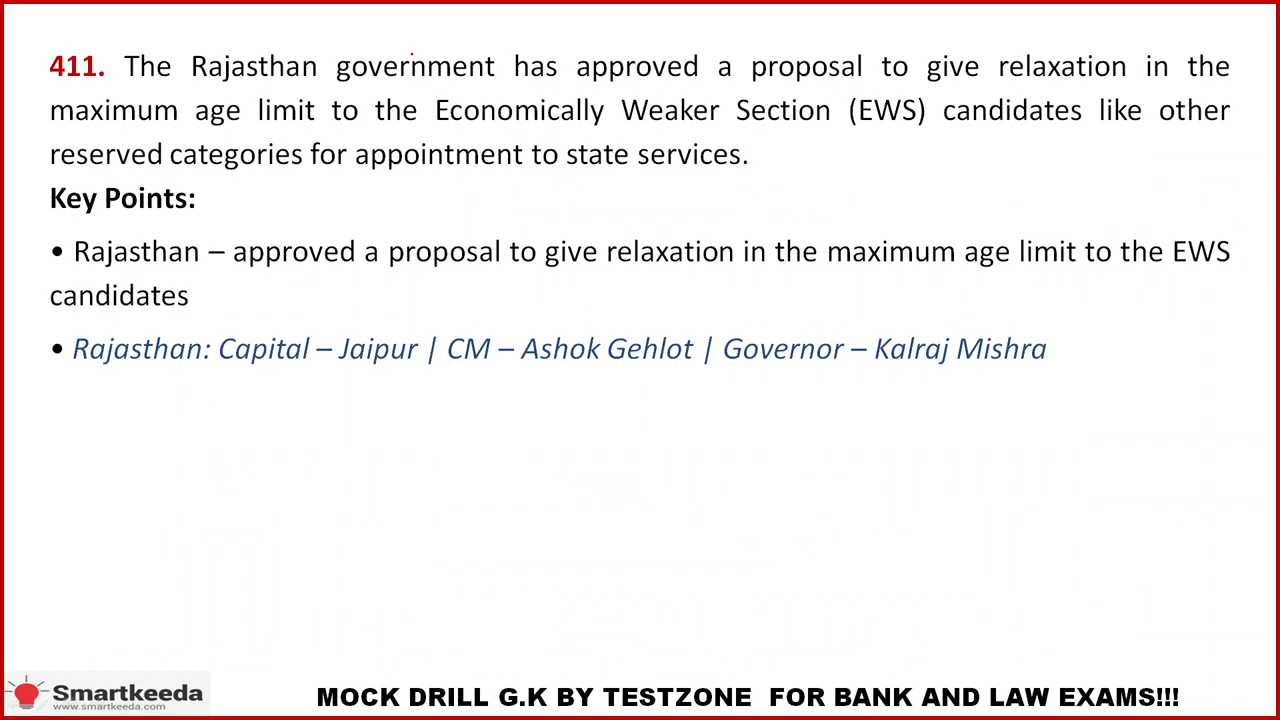 411. The Rajasthan government has approved a proposal to give relaxation in the
maximum age limit to the Economically Weaker Section (EWS) candidates like other
reserved categories for appointment to state services.
Key Points:
• Rajasthan – approved a proposal to give relaxation in the maximum age limit to the EWS
candidates
• Rajasthan: Capital – Jaipur | CM – Ashok Gehlot | Governor – Kalraj Mishra
Smartkeeda
www.smartkeeda.com
MOCK DRILL G.K BY TESTZONE FOR BANK AND LAW EXAMS!!!